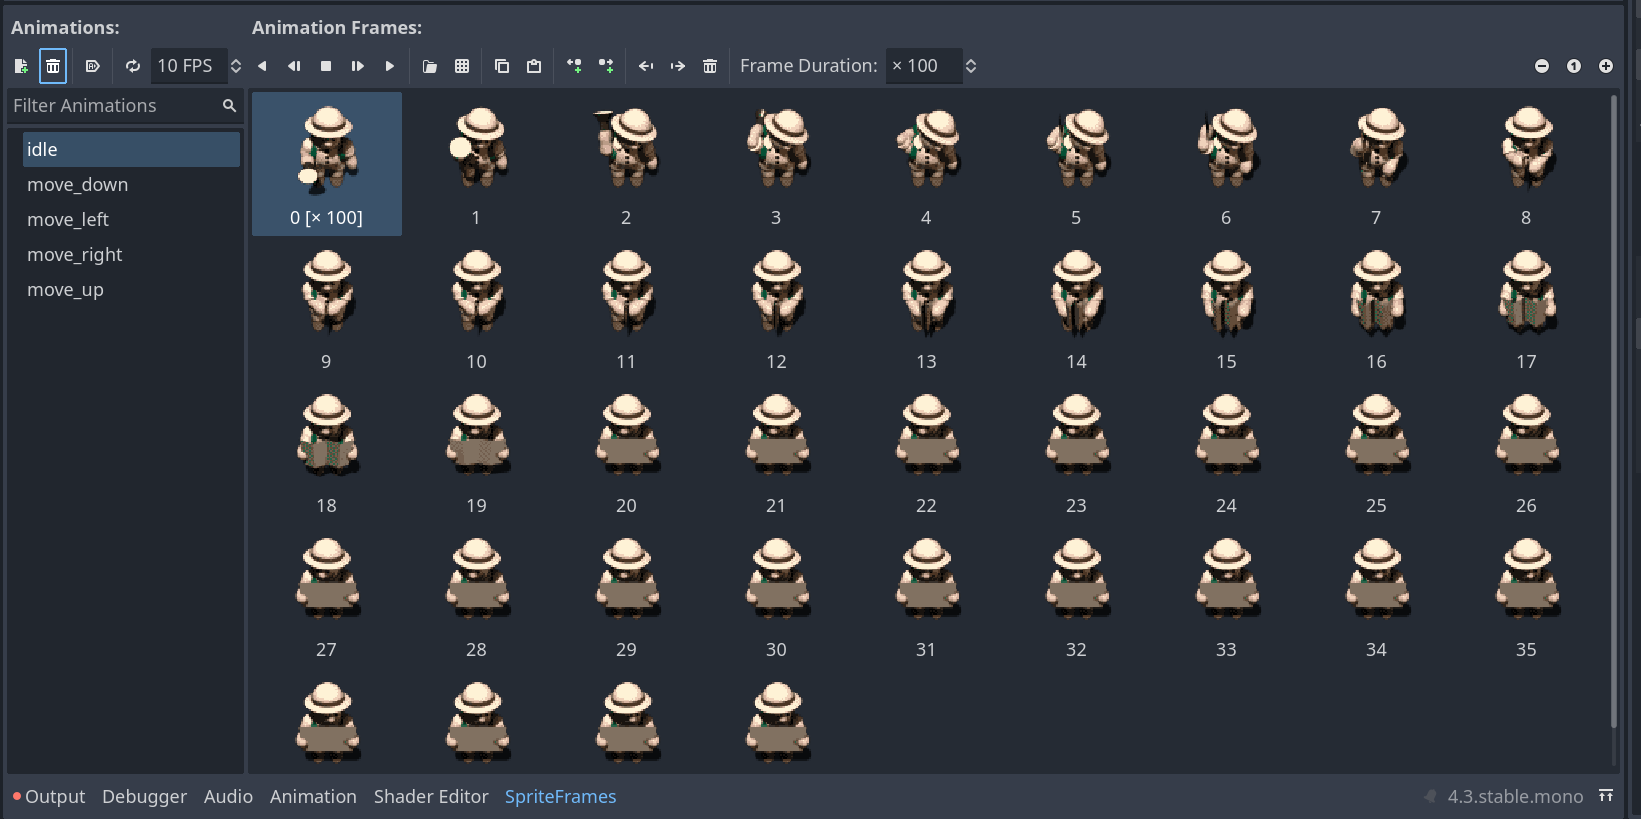 Animations:
Animation Frames:
10 FPS
Frame Duration:
× 100
1
Filter Animations
idle
move_down
move_left
move_right
move_up
0 [× 100]
1
2
3
4
5
6
7
8
9
10
11
12
13
14
15
16
17
18
19
20
21
22
23
24
25
26
27
28
29
30
31
32
33
34
35
Output
Debugger
Audio
Animation
Shader Editor
SpriteFrames
4.3.stable.mono